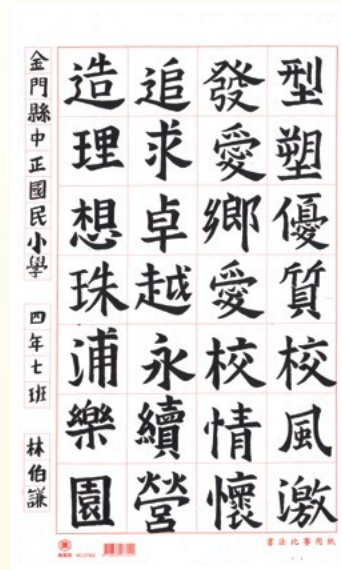 型塑優質校風激
發愛鄉愛校情懷
追求卓越永續營
造理想珠浦樂園
金門縣中正國民小學 四年七班 林伯謙
書法比賽用紙